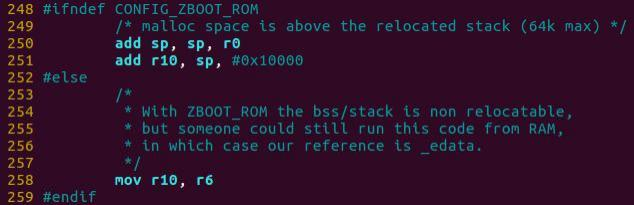 248 #ifndef CONFIG_ZBOOT_ROM
249         /* malloc space is above the relocated stack (64k max) */
250         add sp, sp, r0
251         add r10, sp, #0x10000
252 #else
253         /*
254          * With ZBOOT_ROM the bss/stack is non relocatable,
255          * but someone could still run this code from RAM,
256          * in which case our reference is _edata.
257          */
258         mov r10, r6
259 #endif